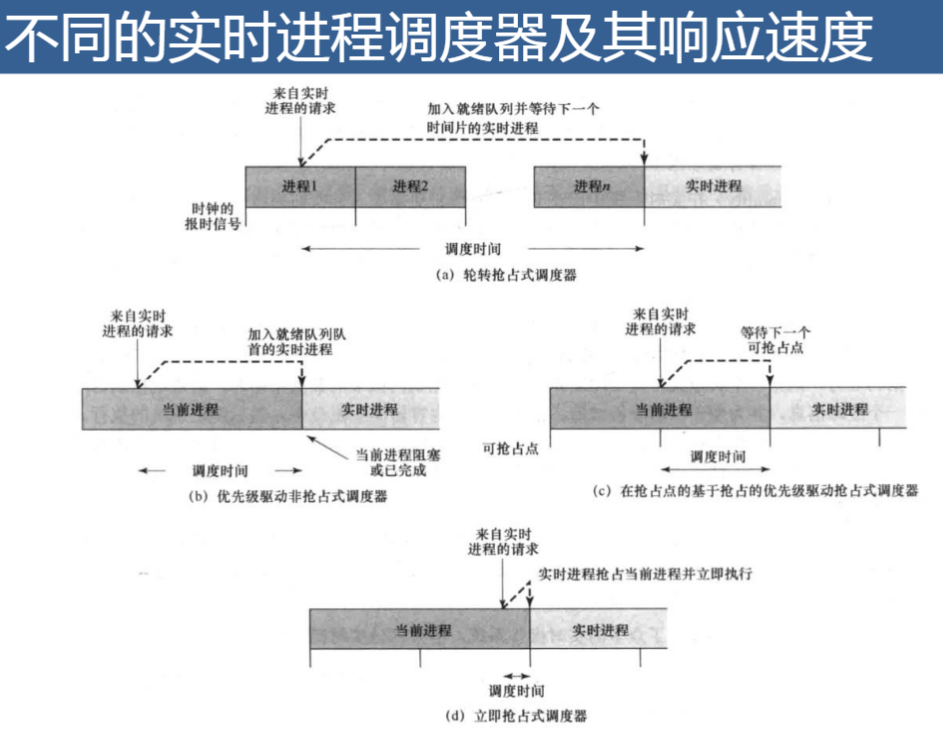 不同的实时进程调度器及其响应速度
来自实时
进程的请求
加入就绪队列并等待下一个
时间片的实时进程
进程1
进程2
进程n
实时进程
时钟的
报时信号
调度时间
(a) 轮转抢占式调度器
来自实时
进程的请求
加入就绪队列队
首的实时进程
当前进程
实时进程
当前进程阻塞
或已完成
调度时间
(b) 优先级驱动非抢占式调度器
来自实时
进程的请求
等待下一个
可抢占点
当前进程
实时进程
可抢占点
调度时间
(c) 在抢占点的基于抢占的优先级驱动抢占式调度器
来自实时
进程的请求
实时进程抢占当前进程并立即执行
当前进程
实时进程
调度时间
(d) 立即抢占式调度器